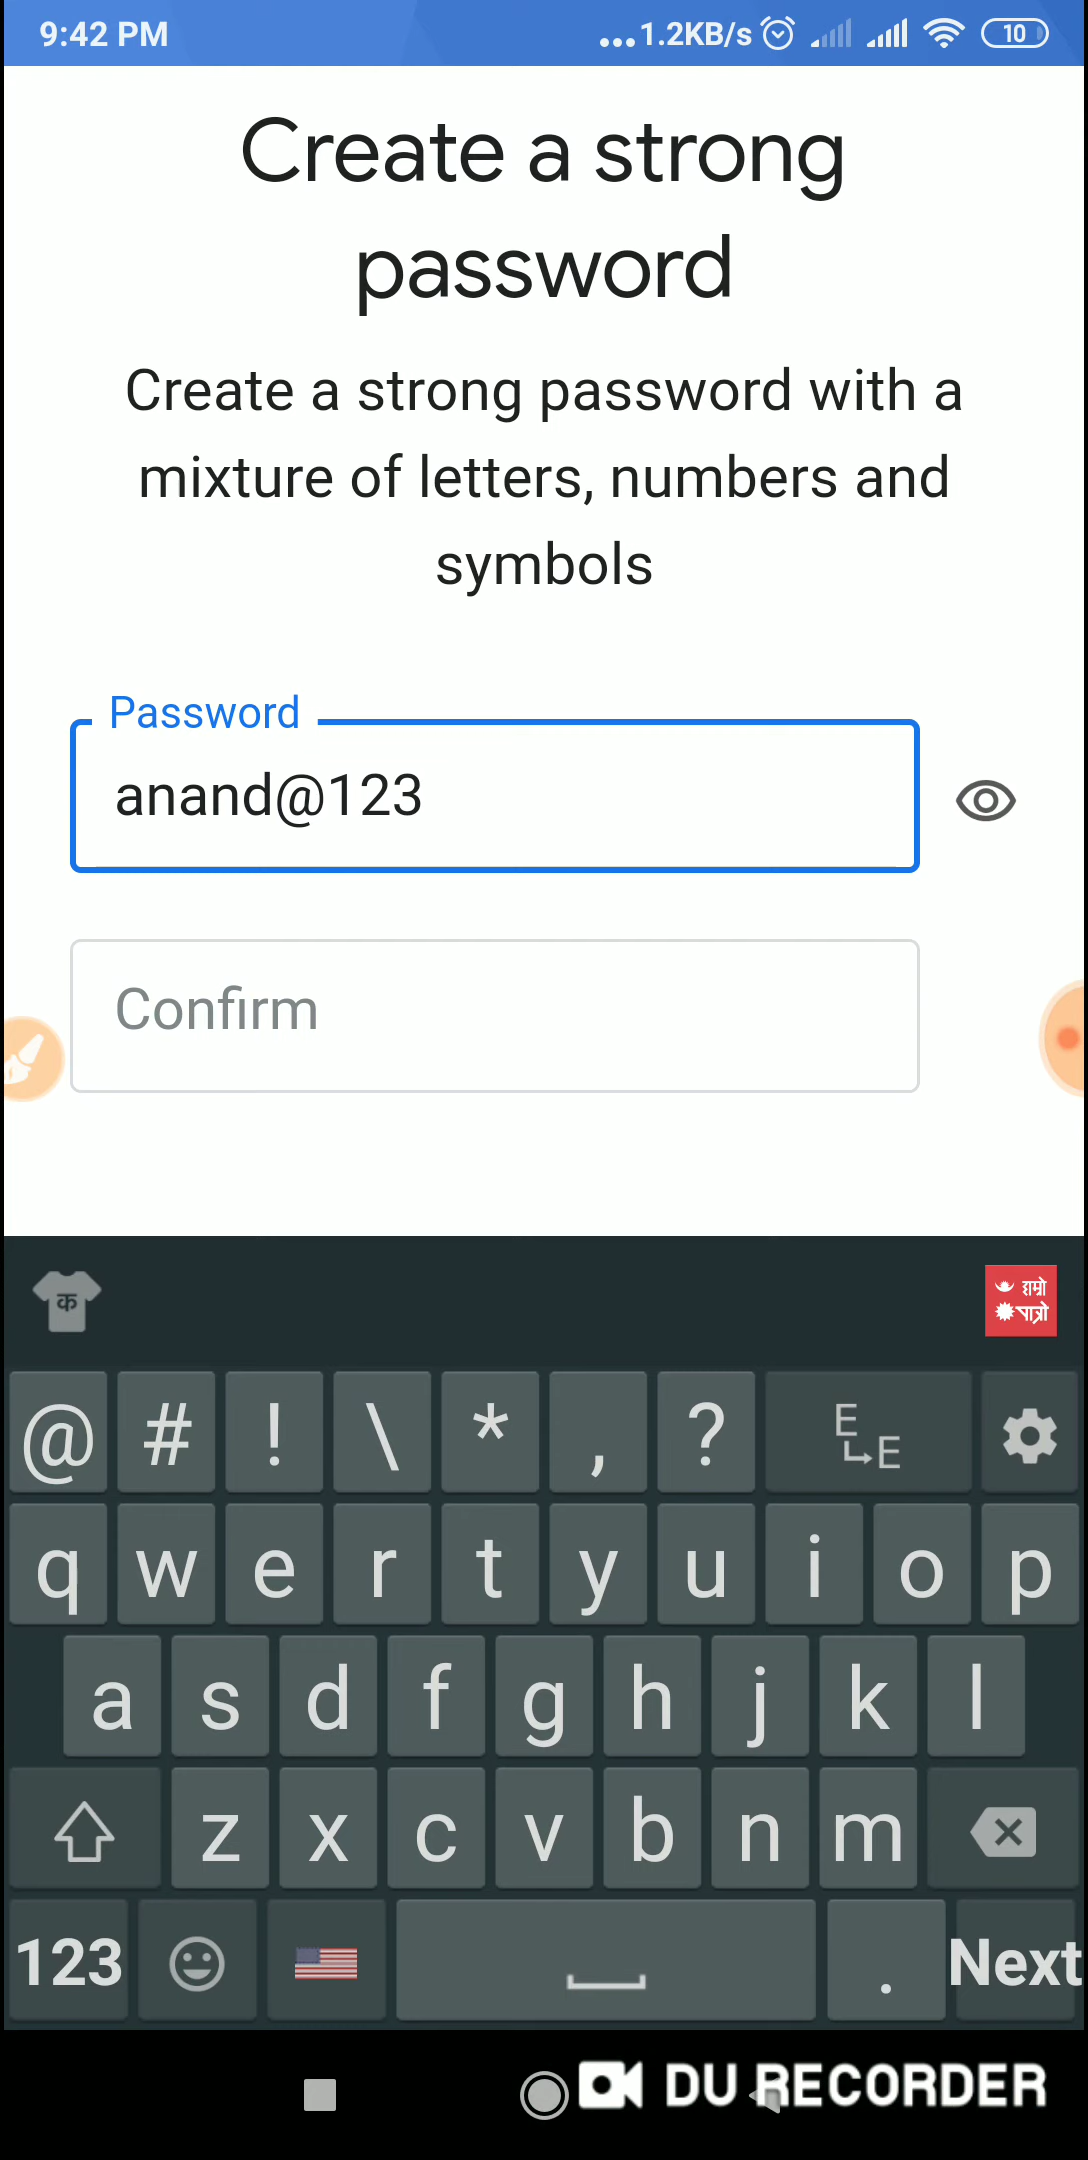 9:42 PM
...1.2KB/s
10
Create a strong
password
Create a strong password with a
mixture of letters, numbers and
symbols
Password
anand@123
Confirm
क
हाम्रो
पात्रो
@ # ! \ * , ? E E
q w e r t y u i o p
a s d f g h j k l
z x c v b n m
123 . Next
DU RECORDER